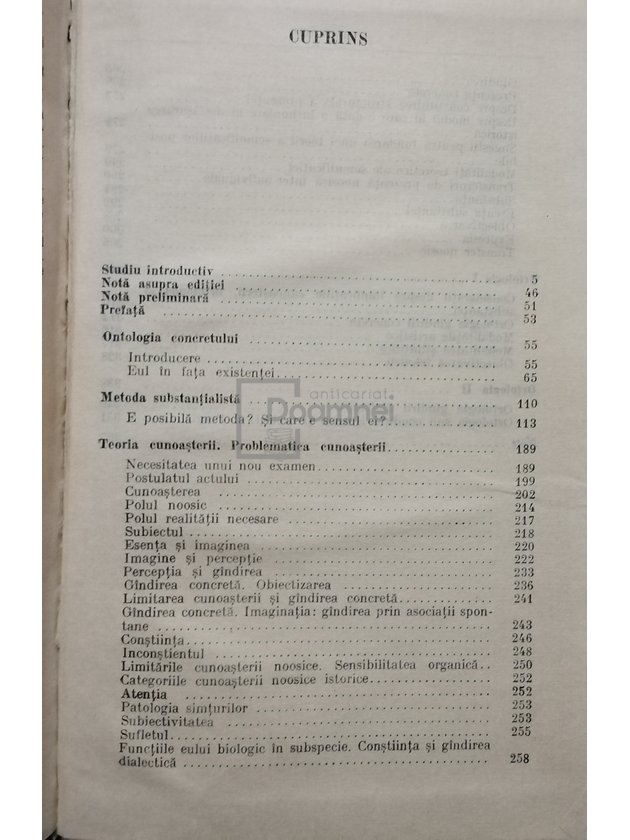 CUPRINS
Studiu introductiv 5
Notă asupra ediției 46
Notă preliminară 51
Prefață 53
Ontologia concretului 55
Introducere 55
Eul în fața existenței 65
anticariat
Doamnei
Metoda substanțialistă 110
E posibilă metoda? Și care e sensul ei? 113
Teoria cunoașterii. Problematica cunoașterii 189
Necesitatea unui nou examen 189
Postulatul actului 199
Cunoașterea 202
Polul noosic 214
Polul realității necesare 217
Subiectul 218
Esența și imaginea 220
Imagine și percepție 222
Percepția și gîndirea 233
Gîndirea concretă. Obiectizarea 236
Limitarea cunoașterii și gîndirea concretă 241
Gîndirea concretă. Imaginația: gîndirea prin asociații spon-
tane 243
Conștiința 246
Inconștientul 248
Limitările cunoașterii noosice. Sensibilitatea organică 250
Categoriile cunoașterii noosice istorice 252
Atenția 252
Patologia simțurilor 253
Subiectivitatea 253
Sufletul 255
Funcțiile eului biologic în subspecie. Conștiința și gîndirea
dialectică 258